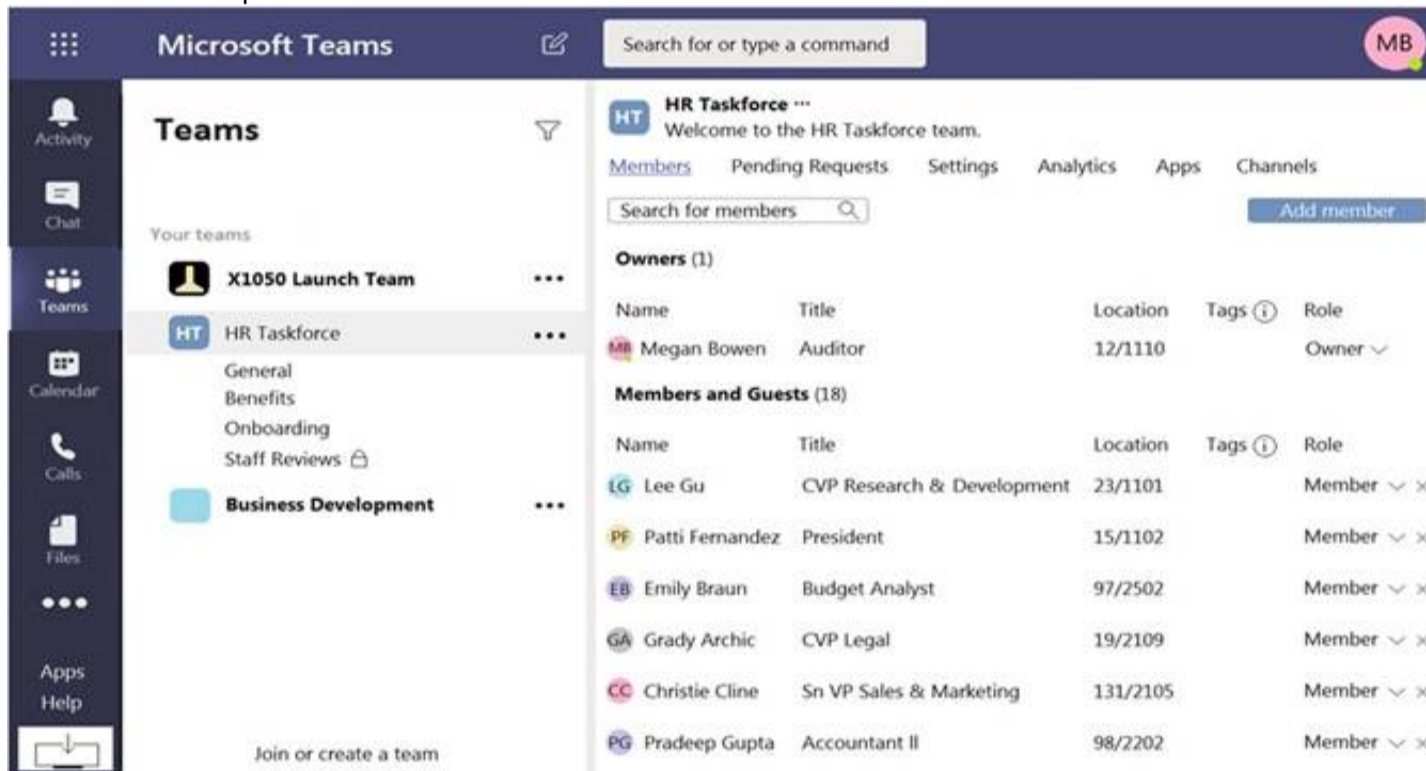 Microsoft Teams
Search for or type a command
MB
Activity
Chat
Teams
Calendar
Calls
Files
Apps
Help
Teams
Your teams
X1050 Launch Team
HT HR Taskforce
General
Benefits
Onboarding
Staff Reviews
Business Development
Join or create a team
HT HR Taskforce ...
Welcome to the HR Taskforce team.
Members Pending Requests Settings Analytics Apps Channels
Search for members Add member
Owners (1)
Name Title Location Tags Role
MB Megan Bowen Auditor 12/1110 Owner
Members and Guests (18)
Name Title Location Tags Role
LG Lee Gu CVP Research & Development 23/1101 Member
PF Patti Fernandez President 15/1102 Member
EB Emily Braun Budget Analyst 97/2502 Member
GA Grady Archic CVP Legal 19/2109 Member
CC Christie Cline Sn VP Sales & Marketing 131/2105 Member
PG Pradeep Gupta Accountant II 98/2202 Member